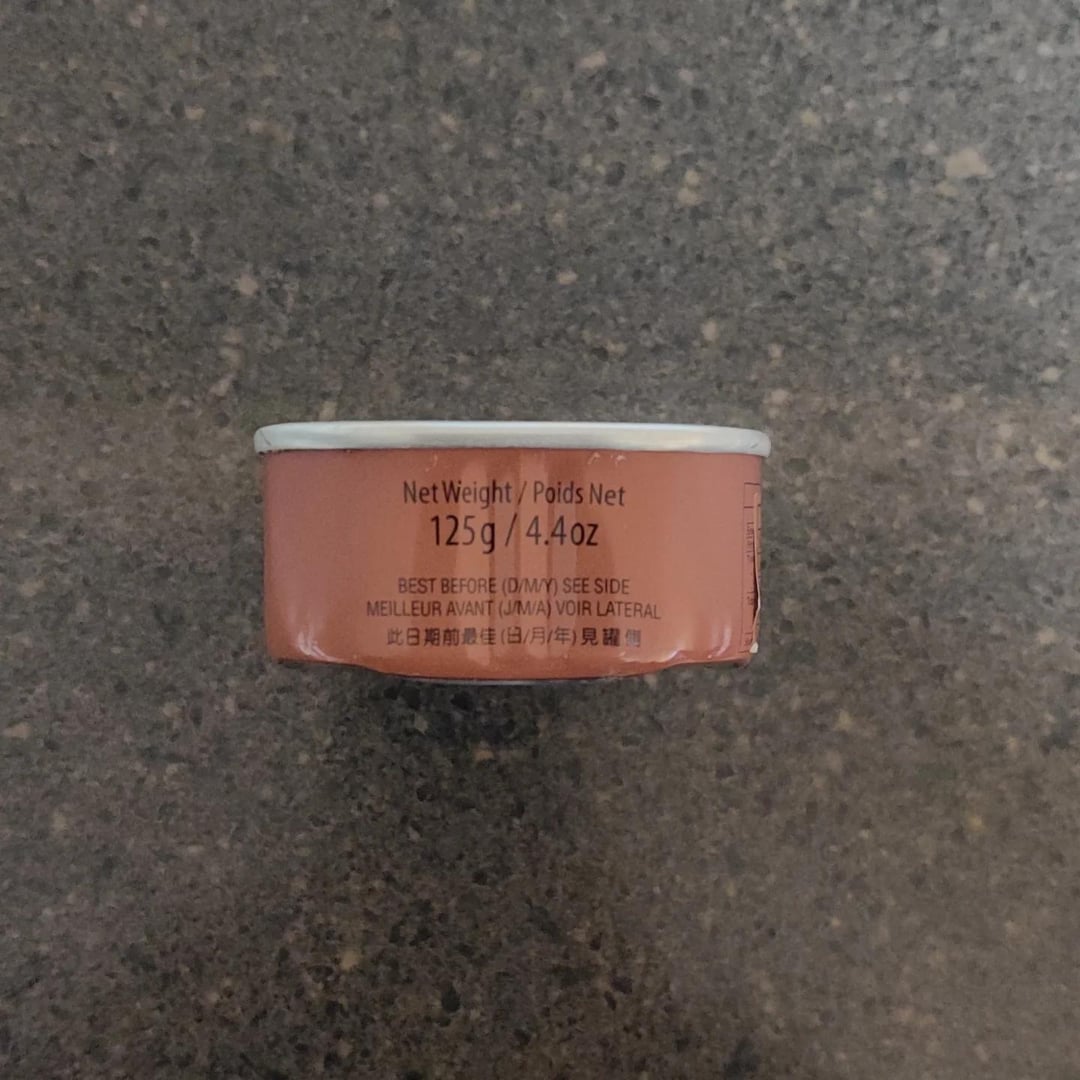 Net Weight / Poids Net
125g / 4.4oz
BEST BEFORE (D/M/Y) SEE SIDE
MEILLEUR AVANT (J/M/A) VOIR LATERAL
此日期前最佳(日/月/年)見罐側